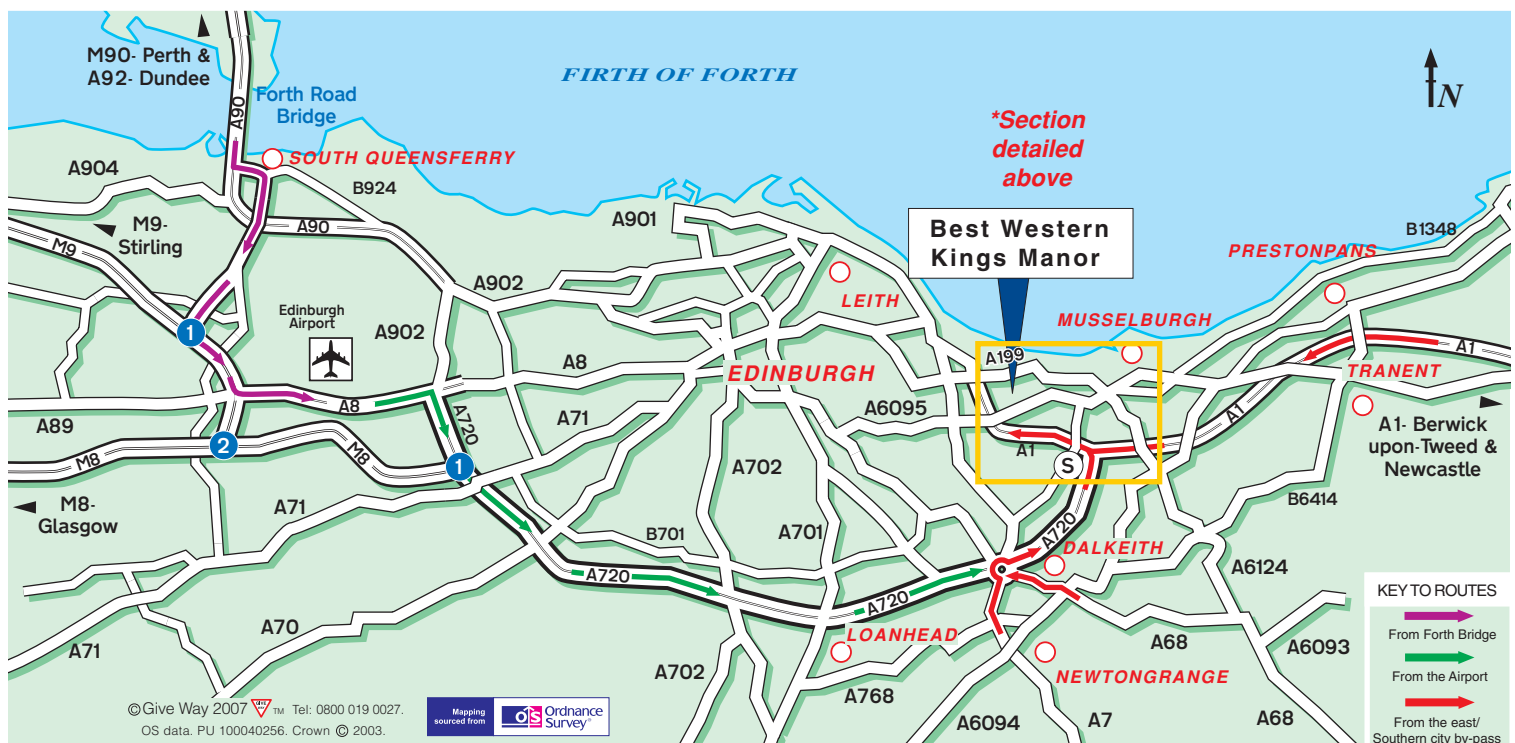 M90- Perth &
A92- Dundee
FIRTH OF FORTH
N
Forth Road
Bridge
A90
*Section
detailed
above
SOUTH QUEENSFERRY
A904
B924
M9-
Stirling
M9
A90
A901
Best Western
Kings Manor
B1348
PRESTONPANS
A902
LEITH
MUSSELBURGH
Edinburgh
Airport
A902
1
A199
A1
A8
EDINBURGH
TRANENT
A8
A89
A720
A71
A6095
A1
A1- Berwick
upon-Tweed &
Newcastle
2
M8
M8
1
A702
A1
S
M8-
Glasgow
A71
B6414
B701
A701
A720
DALKEITH
A720
A720
A6124
KEY TO ROUTES
From Forth Bridge
From the Airport
From the east/
Southern city by-pass
A70
LOANHEAD
A68
A6093
A71
A702
A768
NEWTONGRANGE
A6094
A7
A68
© Give Way 2007 GIVE WAY TM Tel: 0800 019 0027.
OS data. PU 100040256. Crown © 2003.
Mapping
sourced from
os Ordnance
Survey®